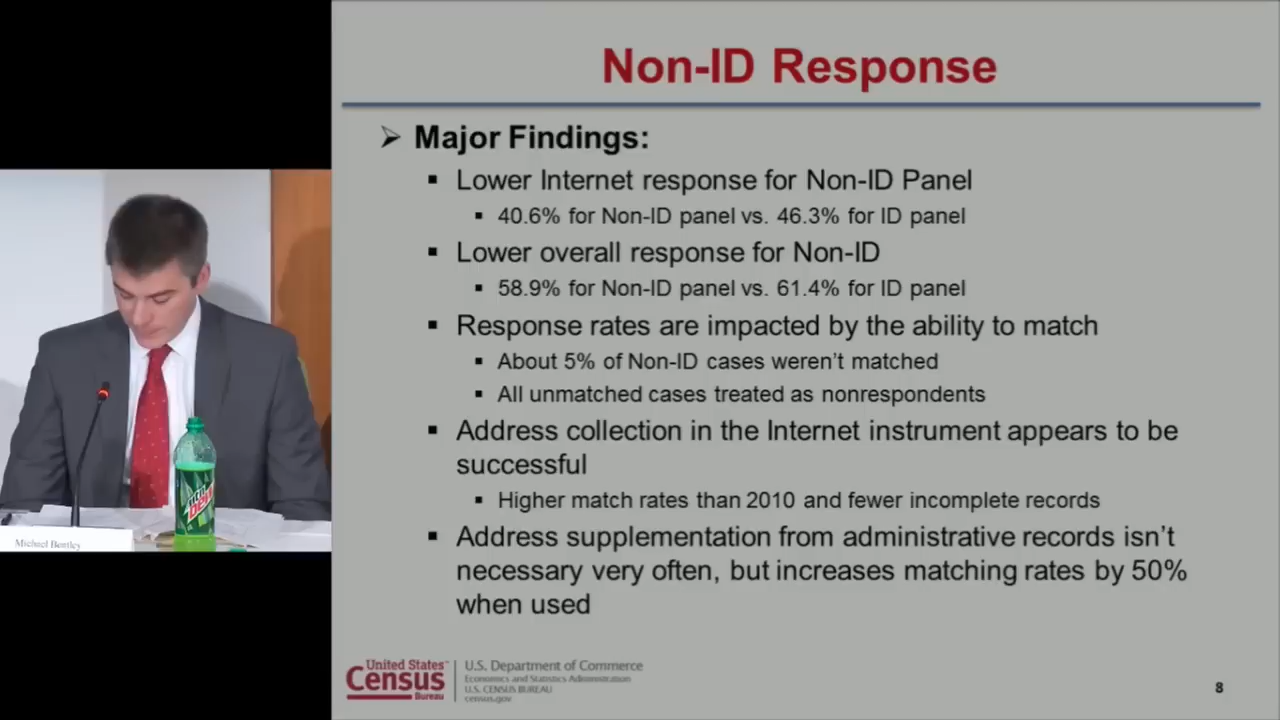 Non-ID Response
➢ Major Findings:
▪ Lower Internet response for Non-ID Panel
▪ 40.6% for Non-ID panel vs. 46.3% for ID panel
▪ Lower overall response for Non-ID
▪ 58.9% for Non-ID panel vs. 61.4% for ID panel
▪ Response rates are impacted by the ability to match
▪ About 5% of Non-ID cases weren't matched
▪ All unmatched cases treated as nonrespondents
▪ Address collection in the Internet instrument appears to be
successful
▪ Higher match rates than 2010 and fewer incomplete records
▪ Address supplementation from administrative records isn't
necessary very often, but increases matching rates by 50%
when used
United States™
Census
Bureau
U.S. Department of Commerce
Economics and Statistics Administration
U.S. CENSUS BUREAU
census.gov
8
Mtn
DEW
Michael Bentley